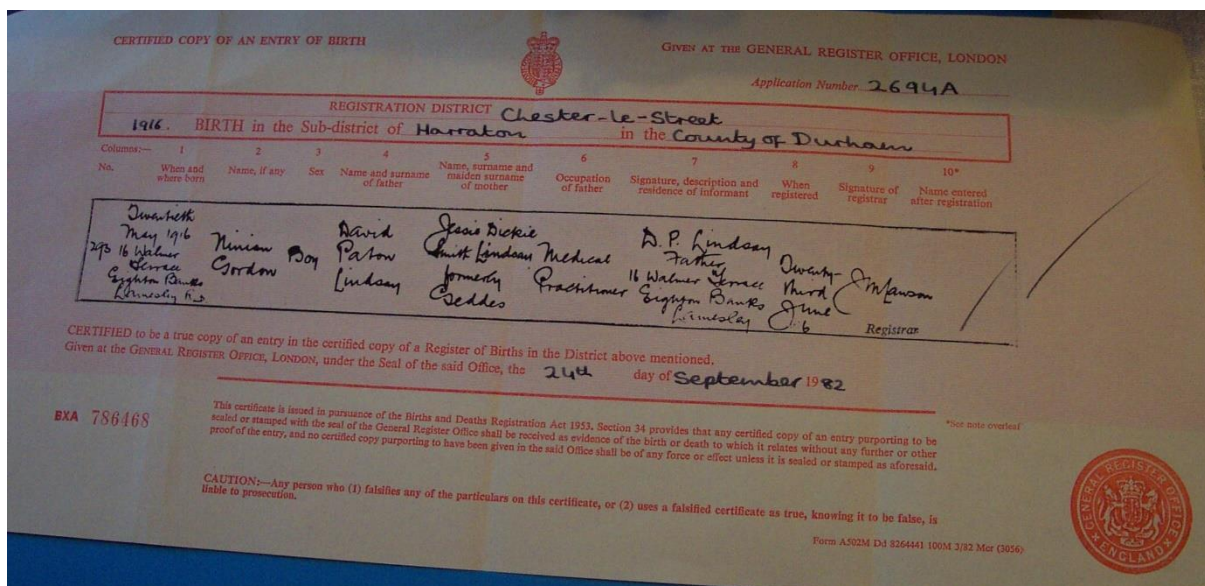 CERTIFIED COPY OF AN ENTRY OF BIRTH
GIVEN AT THE GENERAL REGISTER OFFICE, LONDON
Application Number 2694A
REGISTRATION DISTRICT Chester-le-Street
1916. BIRTH in the Sub-district of Harraton in the County of Durham
Columns:— 1 2 3 4 5 6 7 8 9 10*
No. When and where born Name, if any Sex Name and surname of father Name, surname and maiden surname of mother Occupation of father Signature, description and residence of informant When registered Signature of registrar Name entered after registration
293
Twentieth
May 1916
16 Walmer
Terrace
Eighton Banks
Lamesley
Ninian
Gordon
Boy
David
Paton
Lindsay
Jessie Dickie
Smith Lindsay
formerly
Geddes
Medical
Practitioner
D. P. Lindsay
Father
16 Walmer Terrace
Eighton Banks
Lamesley
Twenty-
third
June
Manson
Registrar
CERTIFIED to be a true copy of an entry in the certified copy of a Register of Births in the District above mentioned.
Given at the GENERAL REGISTER OFFICE, LONDON, under the Seal of the said Office, the 24th day of September 1982
BXA 786468
This certificate is issued in pursuance of the Births and Deaths Registration Act 1953. Section 34 provides that any certified copy of an entry purporting to be
sealed or stamped with the seal of the General Register Office shall be received as evidence of the birth or death to which it relates without any further or other
proof of the entry, and no certified copy purporting to have been given in the said Office shall be of any force or effect unless it is sealed or stamped as aforesaid.
*See note overleaf
CAUTION:—Any person who (1) falsifies any of the particulars on this certificate, or (2) uses a falsified certificate as true, knowing it to be false, is
liable to prosecution.
Form A502M Dd 8264441 100M 3/82 Mcr (3056)
GENERAL REGISTER OFFICE
ENGLAND